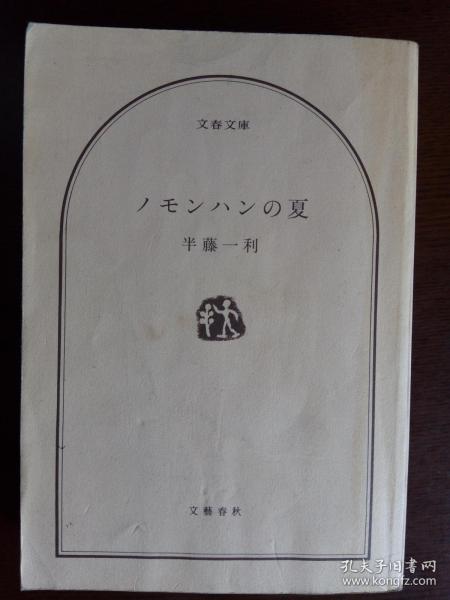 文春文庫
ノモンハンの夏
半藤一利
文藝春秋
孔夫子旧书网
www.kongfz.com